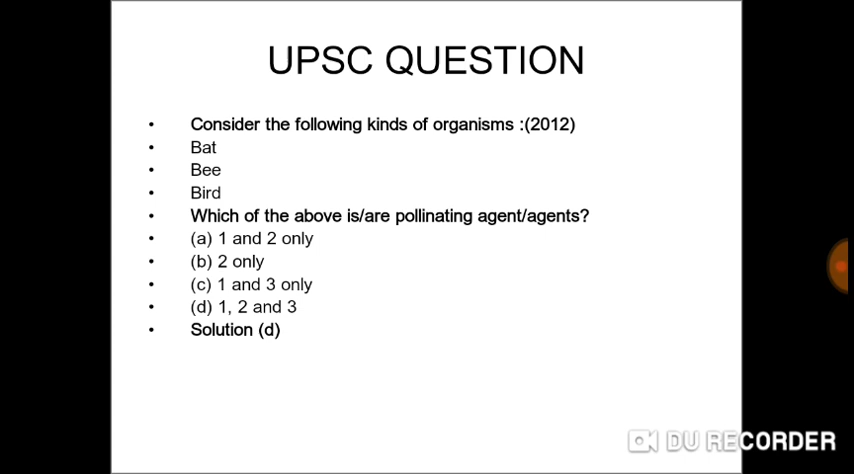 UPSC QUESTION
• Consider the following kinds of organisms :(2012)
• Bat
• Bee
• Bird
• Which of the above is/are pollinating agent/agents?
• (a) 1 and 2 only
• (b) 2 only
• (c) 1 and 3 only
• (d) 1, 2 and 3
• Solution (d)
DU RECORDER